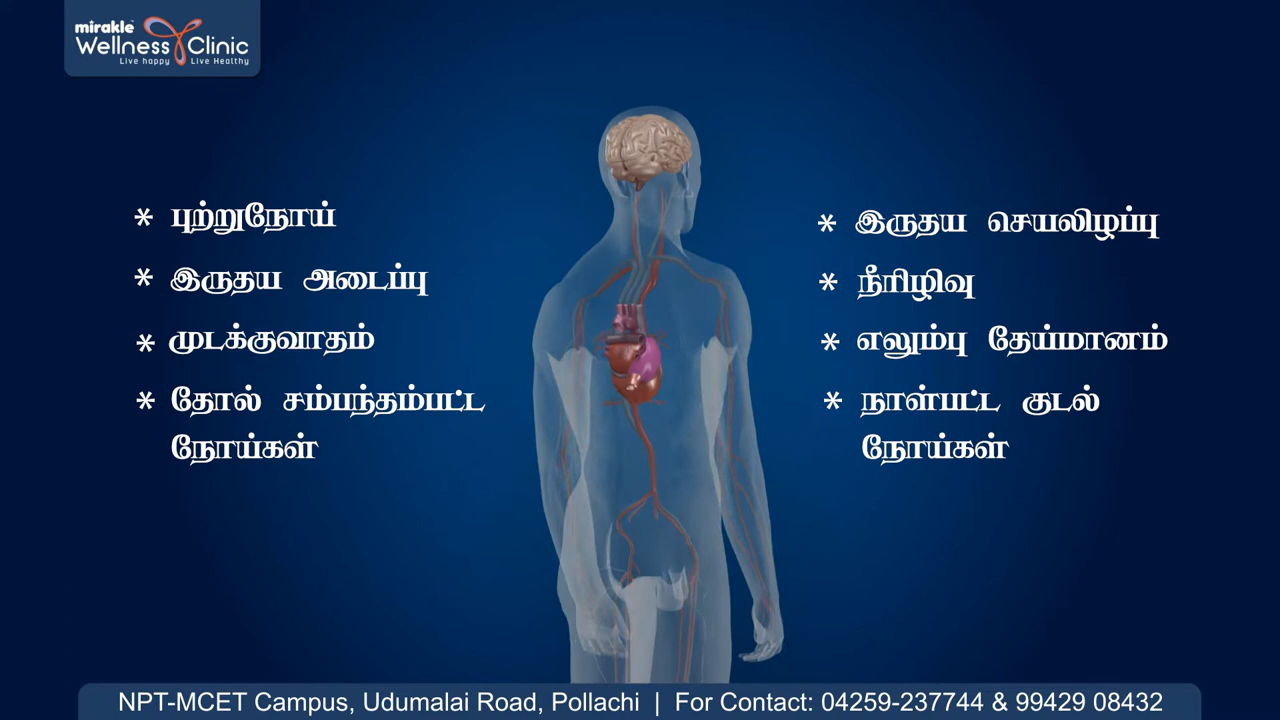 mirakle
Wellness Clinic
Live happy Live Healthy
* புற்றுநோய்
* இருதய அடைப்பு
* முடக்குவாதம்
* தோல் சம்பந்தம்பட்ட
நோய்கள்
* இருதய செயலிழப்பு
* நீரிழிவு
* எலும்பு தேய்மானம்
* நாள்பட்ட குடல்
நோய்கள்
NPT-MCET Campus, Udumalai Road, Pollachi | For Contact: 04259-237744 & 99429 08432